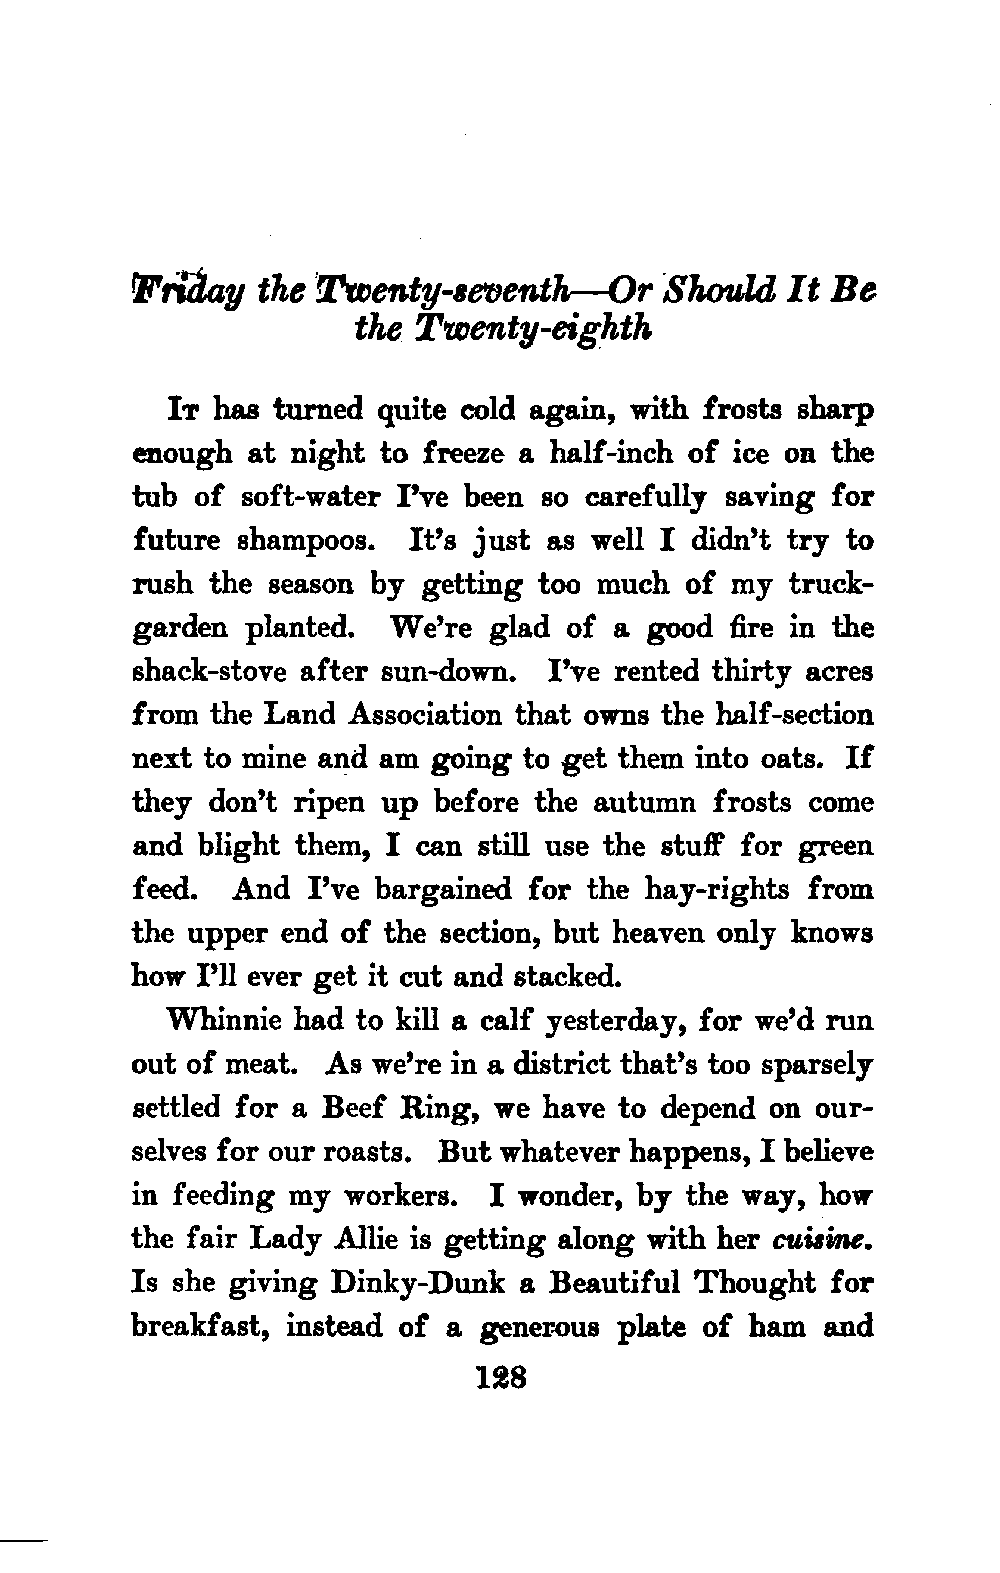 Friday the Twenty-seventh—Or Should It Be
the Twenty-eighth
It has turned quite cold again, with frosts sharp
enough at night to freeze a half-inch of ice on the
tub of soft-water I've been so carefully saving for
future shampoos. It's just as well I didn't try to
rush the season by getting too much of my truck-
garden planted. We're glad of a good fire in the
shack-stove after sun-down. I've rented thirty acres
from the Land Association that owns the half-section
next to mine and am going to get them into oats. If
they don't ripen up before the autumn frosts come
and blight them, I can still use the stuff for green
feed. And I've bargained for the hay-rights from
the upper end of the section, but heaven only knows
how I'll ever get it cut and stacked.
Whinnie had to kill a calf yesterday, for we'd run
out of meat. As we're in a district that's too sparsely
settled for a Beef Ring, we have to depend on our-
selves for our roasts. But whatever happens, I believe
in feeding my workers. I wonder, by the way, how
the fair Lady Allie is getting along with her cuisine.
Is she giving Dinky-Dunk a Beautiful Thought for
breakfast, instead of a generous plate of ham and
128